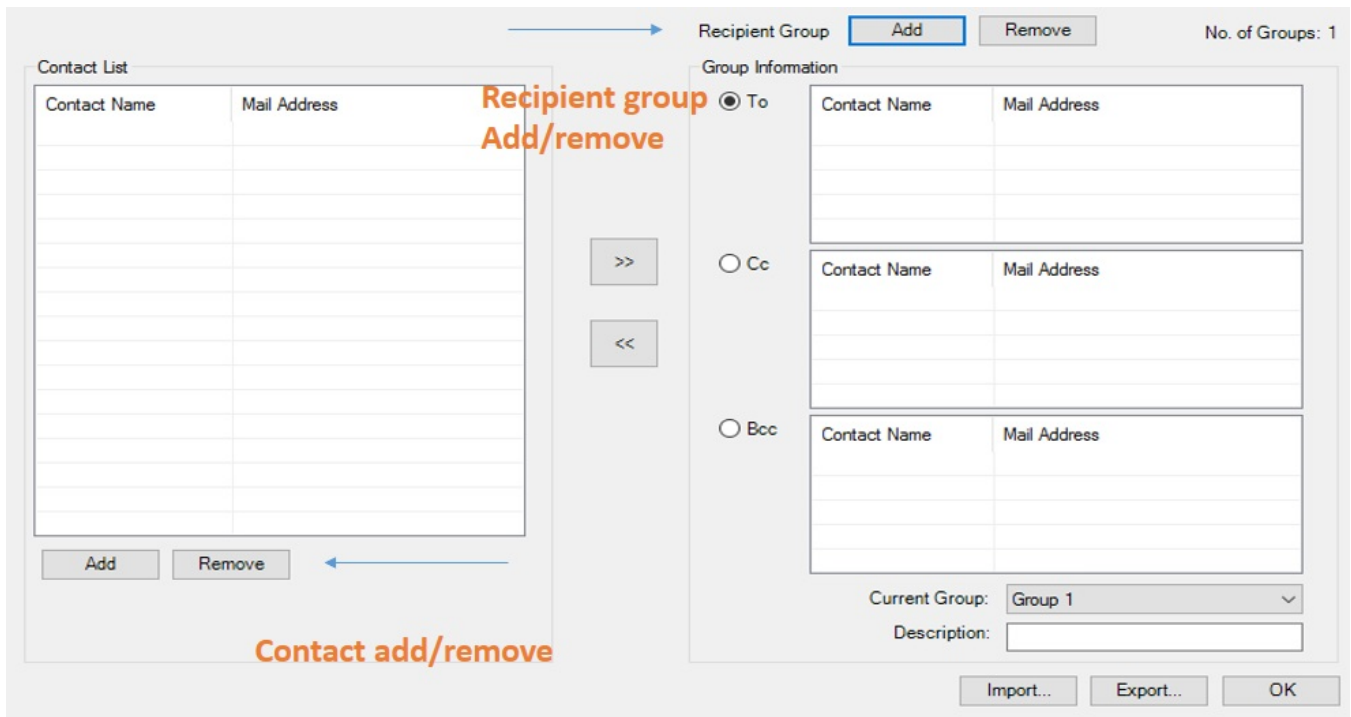 Recipient Group Add Remove No. of Groups: 1
Contact List
Group Information
Contact Name Mail Address
Recipient group
Add/remove
To
Contact Name Mail Address
>>
<<
Cc
Contact Name Mail Address
Bcc
Contact Name Mail Address
Add Remove
Contact add/remove
Current Group: Group 1
Description:
Import... Export... OK